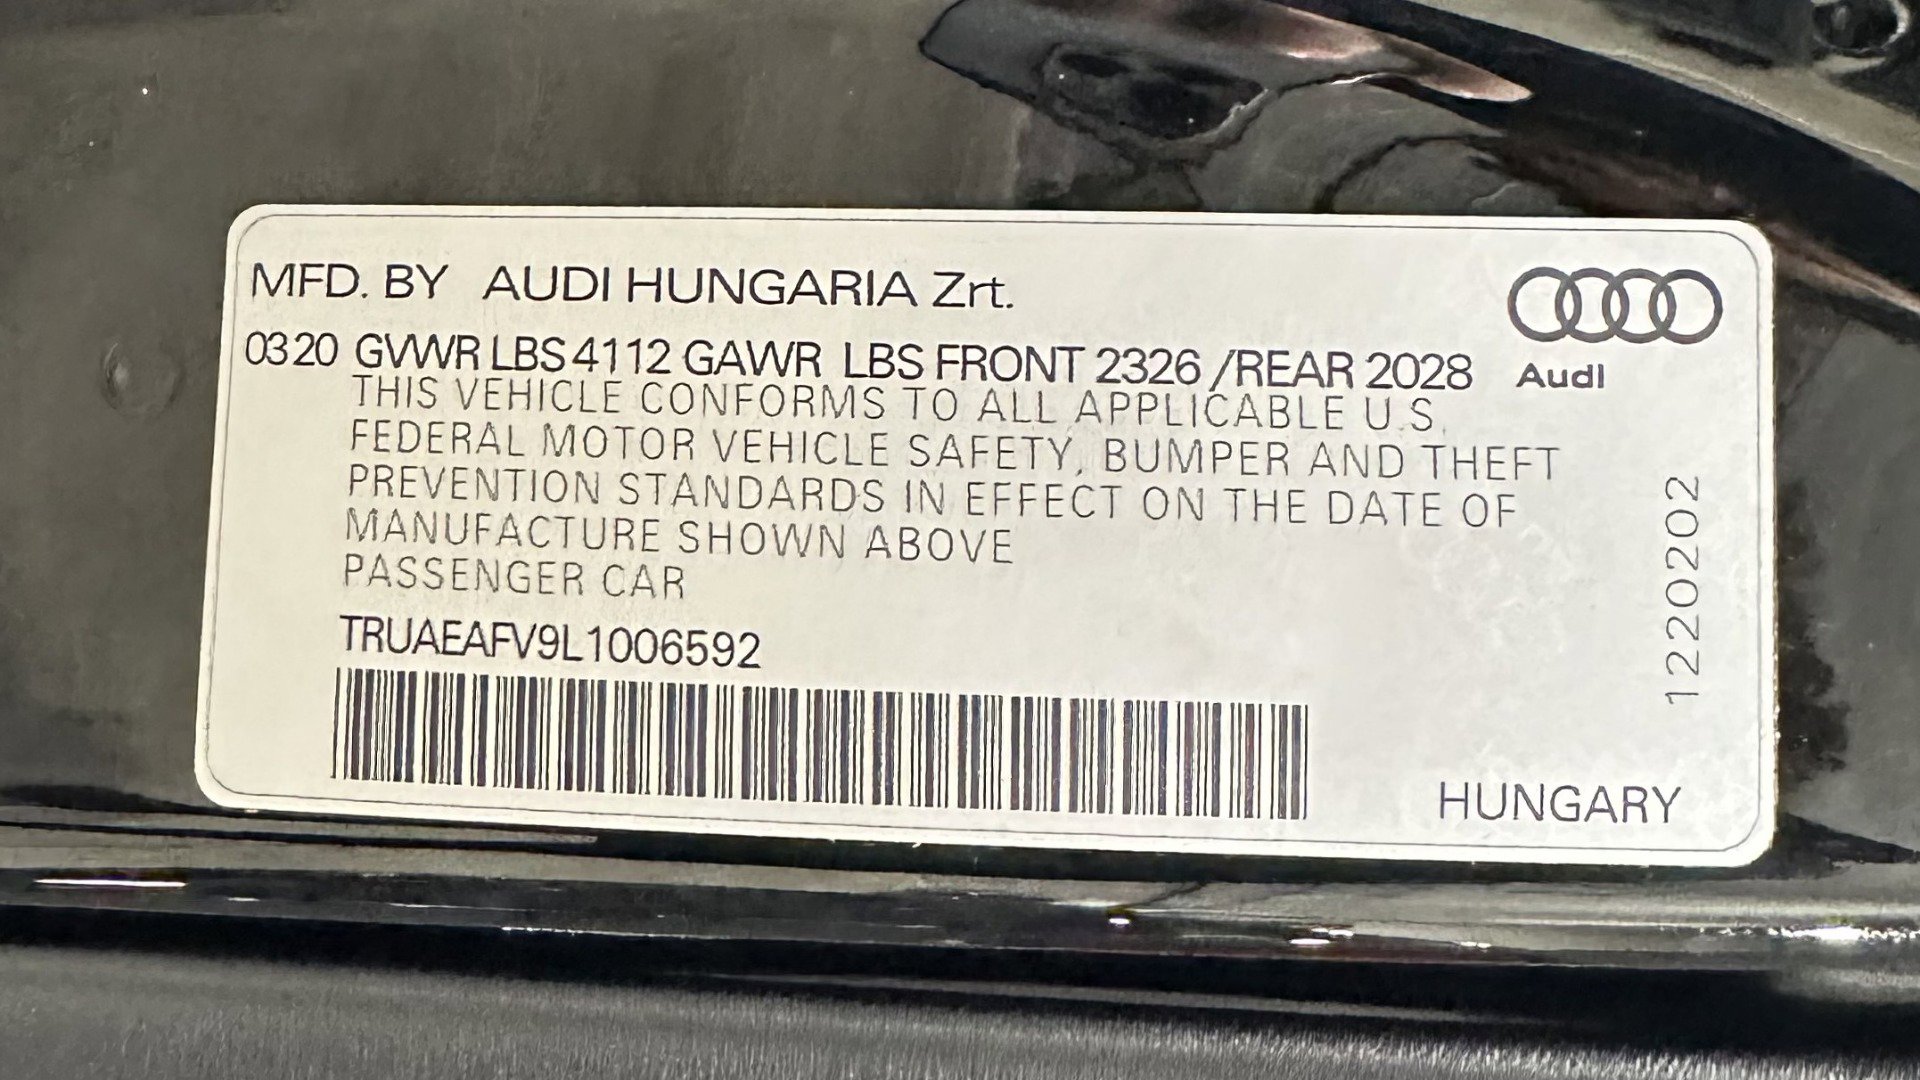 MFD. BY AUDI HUNGARIA Zrt.
0320 GVWR LBS 4112 GAWR LBS FRONT 2326 /REAR 2028
Audi
THIS VEHICLE CONFORMS TO ALL APPLICABLE U.S.
FEDERAL MOTOR VEHICLE SAFETY, BUMPER AND THEFT
PREVENTION STANDARDS IN EFFECT ON THE DATE OF
MANUFACTURE SHOWN ABOVE
PASSENGER CAR
TRUAEAFV9L1006592
1220202
HUNGARY